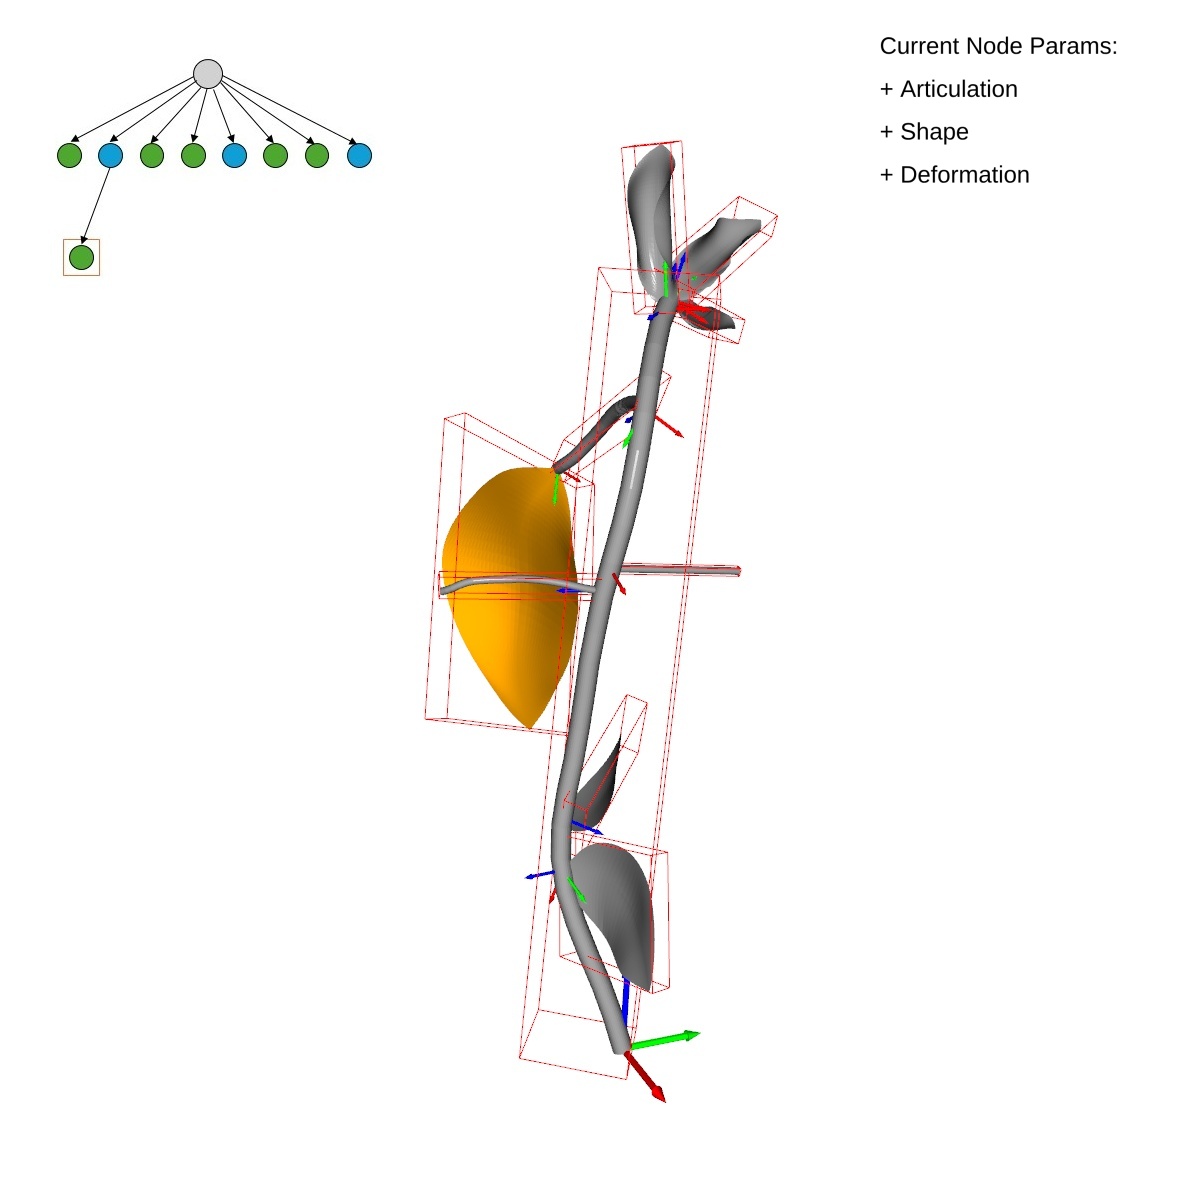 Current Node Params:
+ Articulation
+ Shape
+ Deformation